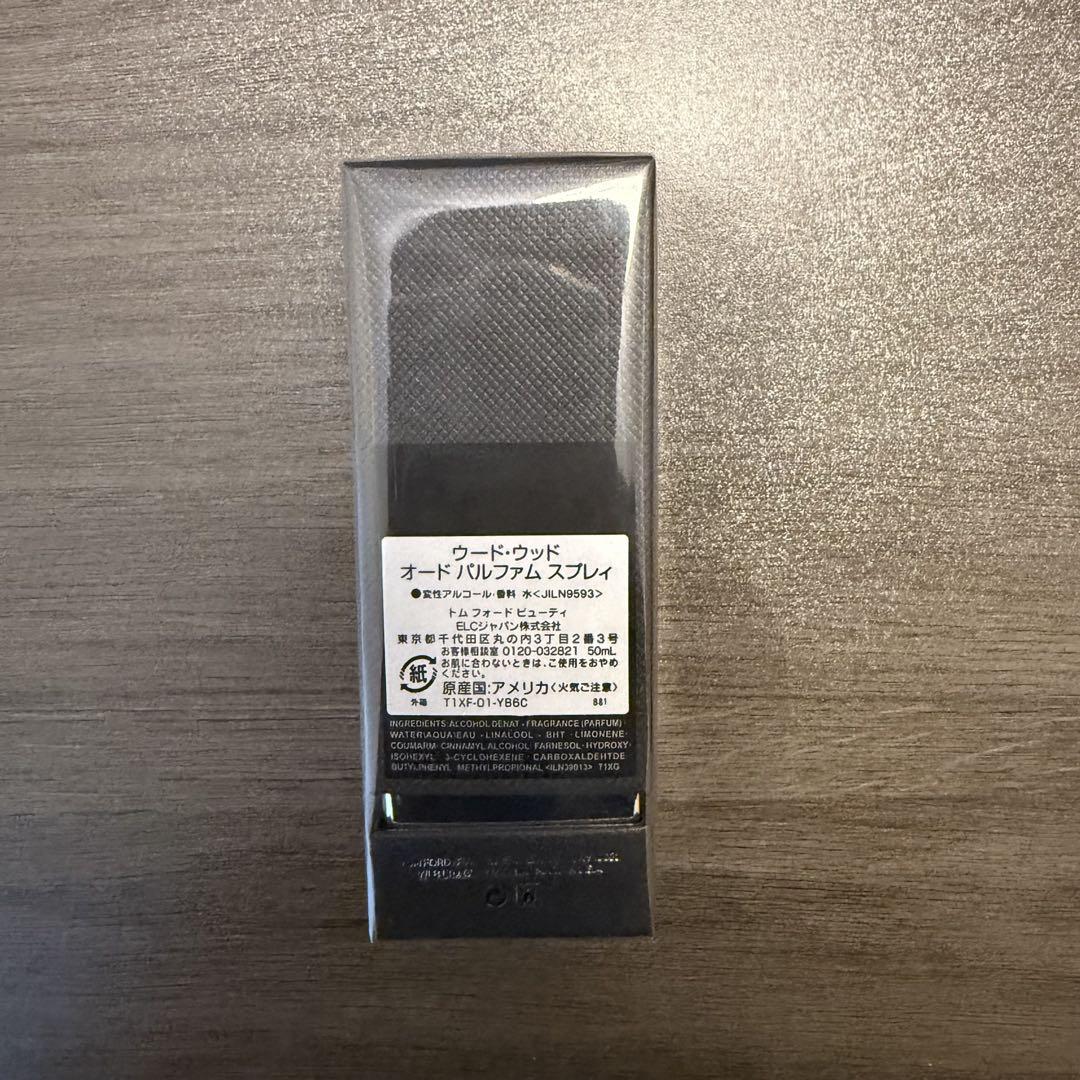 ウード・ウッド
オード パルファム スプレィ
●変性アルコール・香料 水<JILN9593>
トム フォード ビューティ
ELCジャパン株式会社
東京都千代田区丸の内3丁目2番3号
お客様相談室 0120-032821 50mL
お肌に合わないときは、ご使用をおやめ
ください。
紙
原産国:アメリカ<火気ご注意>
外箱 T1XF-01-YB6C 881
INGREDIENTS: ALCOHOL DENAT · FRAGRANCE (PARFUM) ·
WATER\AQUA\EAU · LINALOOL · BHT · LIMONENE ·
COUMARIN · CINNAMYL ALCOHOL · FARNESOL · HYDROXY-
ISOHEXYL 3-CYCLOHEXENE CARBOXALDEHYDE
BUTYLPHENYL METHYLPROPIONAL <ILN39013> T1XG